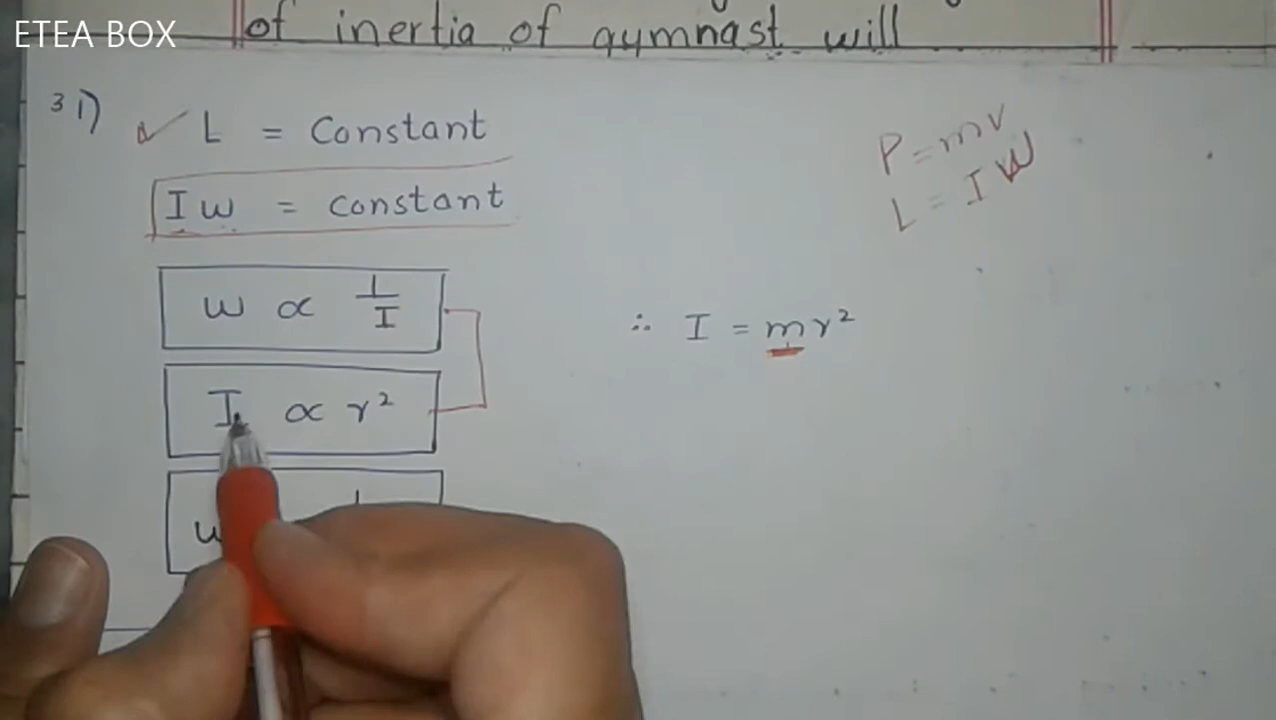 ETEA BOX
of inertia of gymnast will
31)
✓ L = Constant
Iω = constant
ω ∝ 1/I
I ∝ r²
ω
P = mv
L = Iω
∴ I = mr²